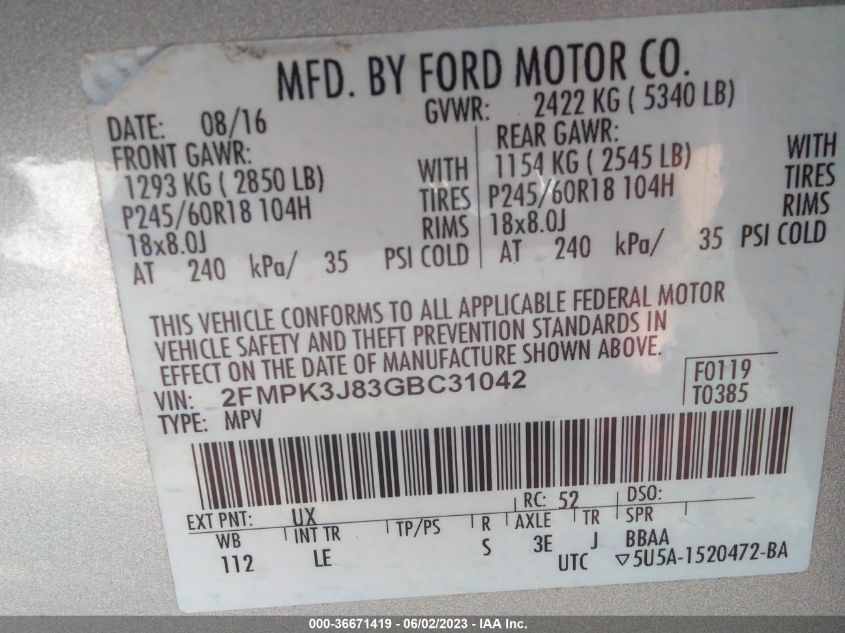 MFD. BY FORD MOTOR CO.
DATE: 08/16 GVWR: 2422 KG ( 5340 LB)
FRONT GAWR: REAR GAWR:
1293 KG ( 2850 LB) WITH 1154 KG ( 2545 LB) WITH
P245/60R18 104H TIRES P245/60R18 104H TIRES
18x8.0J RIMS 18x8.0J RIMS
AT 240 kPa/ 35 PSI COLD AT 240 kPa/ 35 PSI COLD
THIS VEHICLE CONFORMS TO ALL APPLICABLE FEDERAL MOTOR
VEHICLE SAFETY AND THEFT PREVENTION STANDARDS IN
EFFECT ON THE DATE OF MANUFACTURE SHOWN ABOVE.
VIN: 2FMPK3J83GBC31042 F0119
TYPE: MPV T0385
EXT PNT: UX RC: 52 DSO:
WB INT TR TP/PS R AXLE TR SPR
112 LE S 3E J BBAA
UTC ▽5U5A-1520472-BA
000-36671419 - 06/02/2023 - IAA Inc.